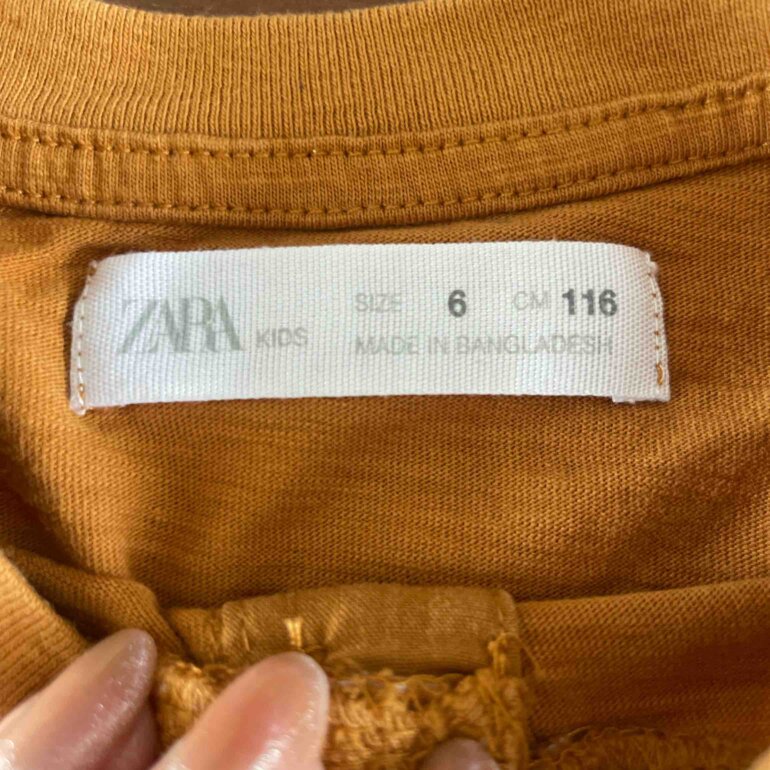 ZARA KIDS
SIZE 6 CM 116
MADE IN BANGLADESH